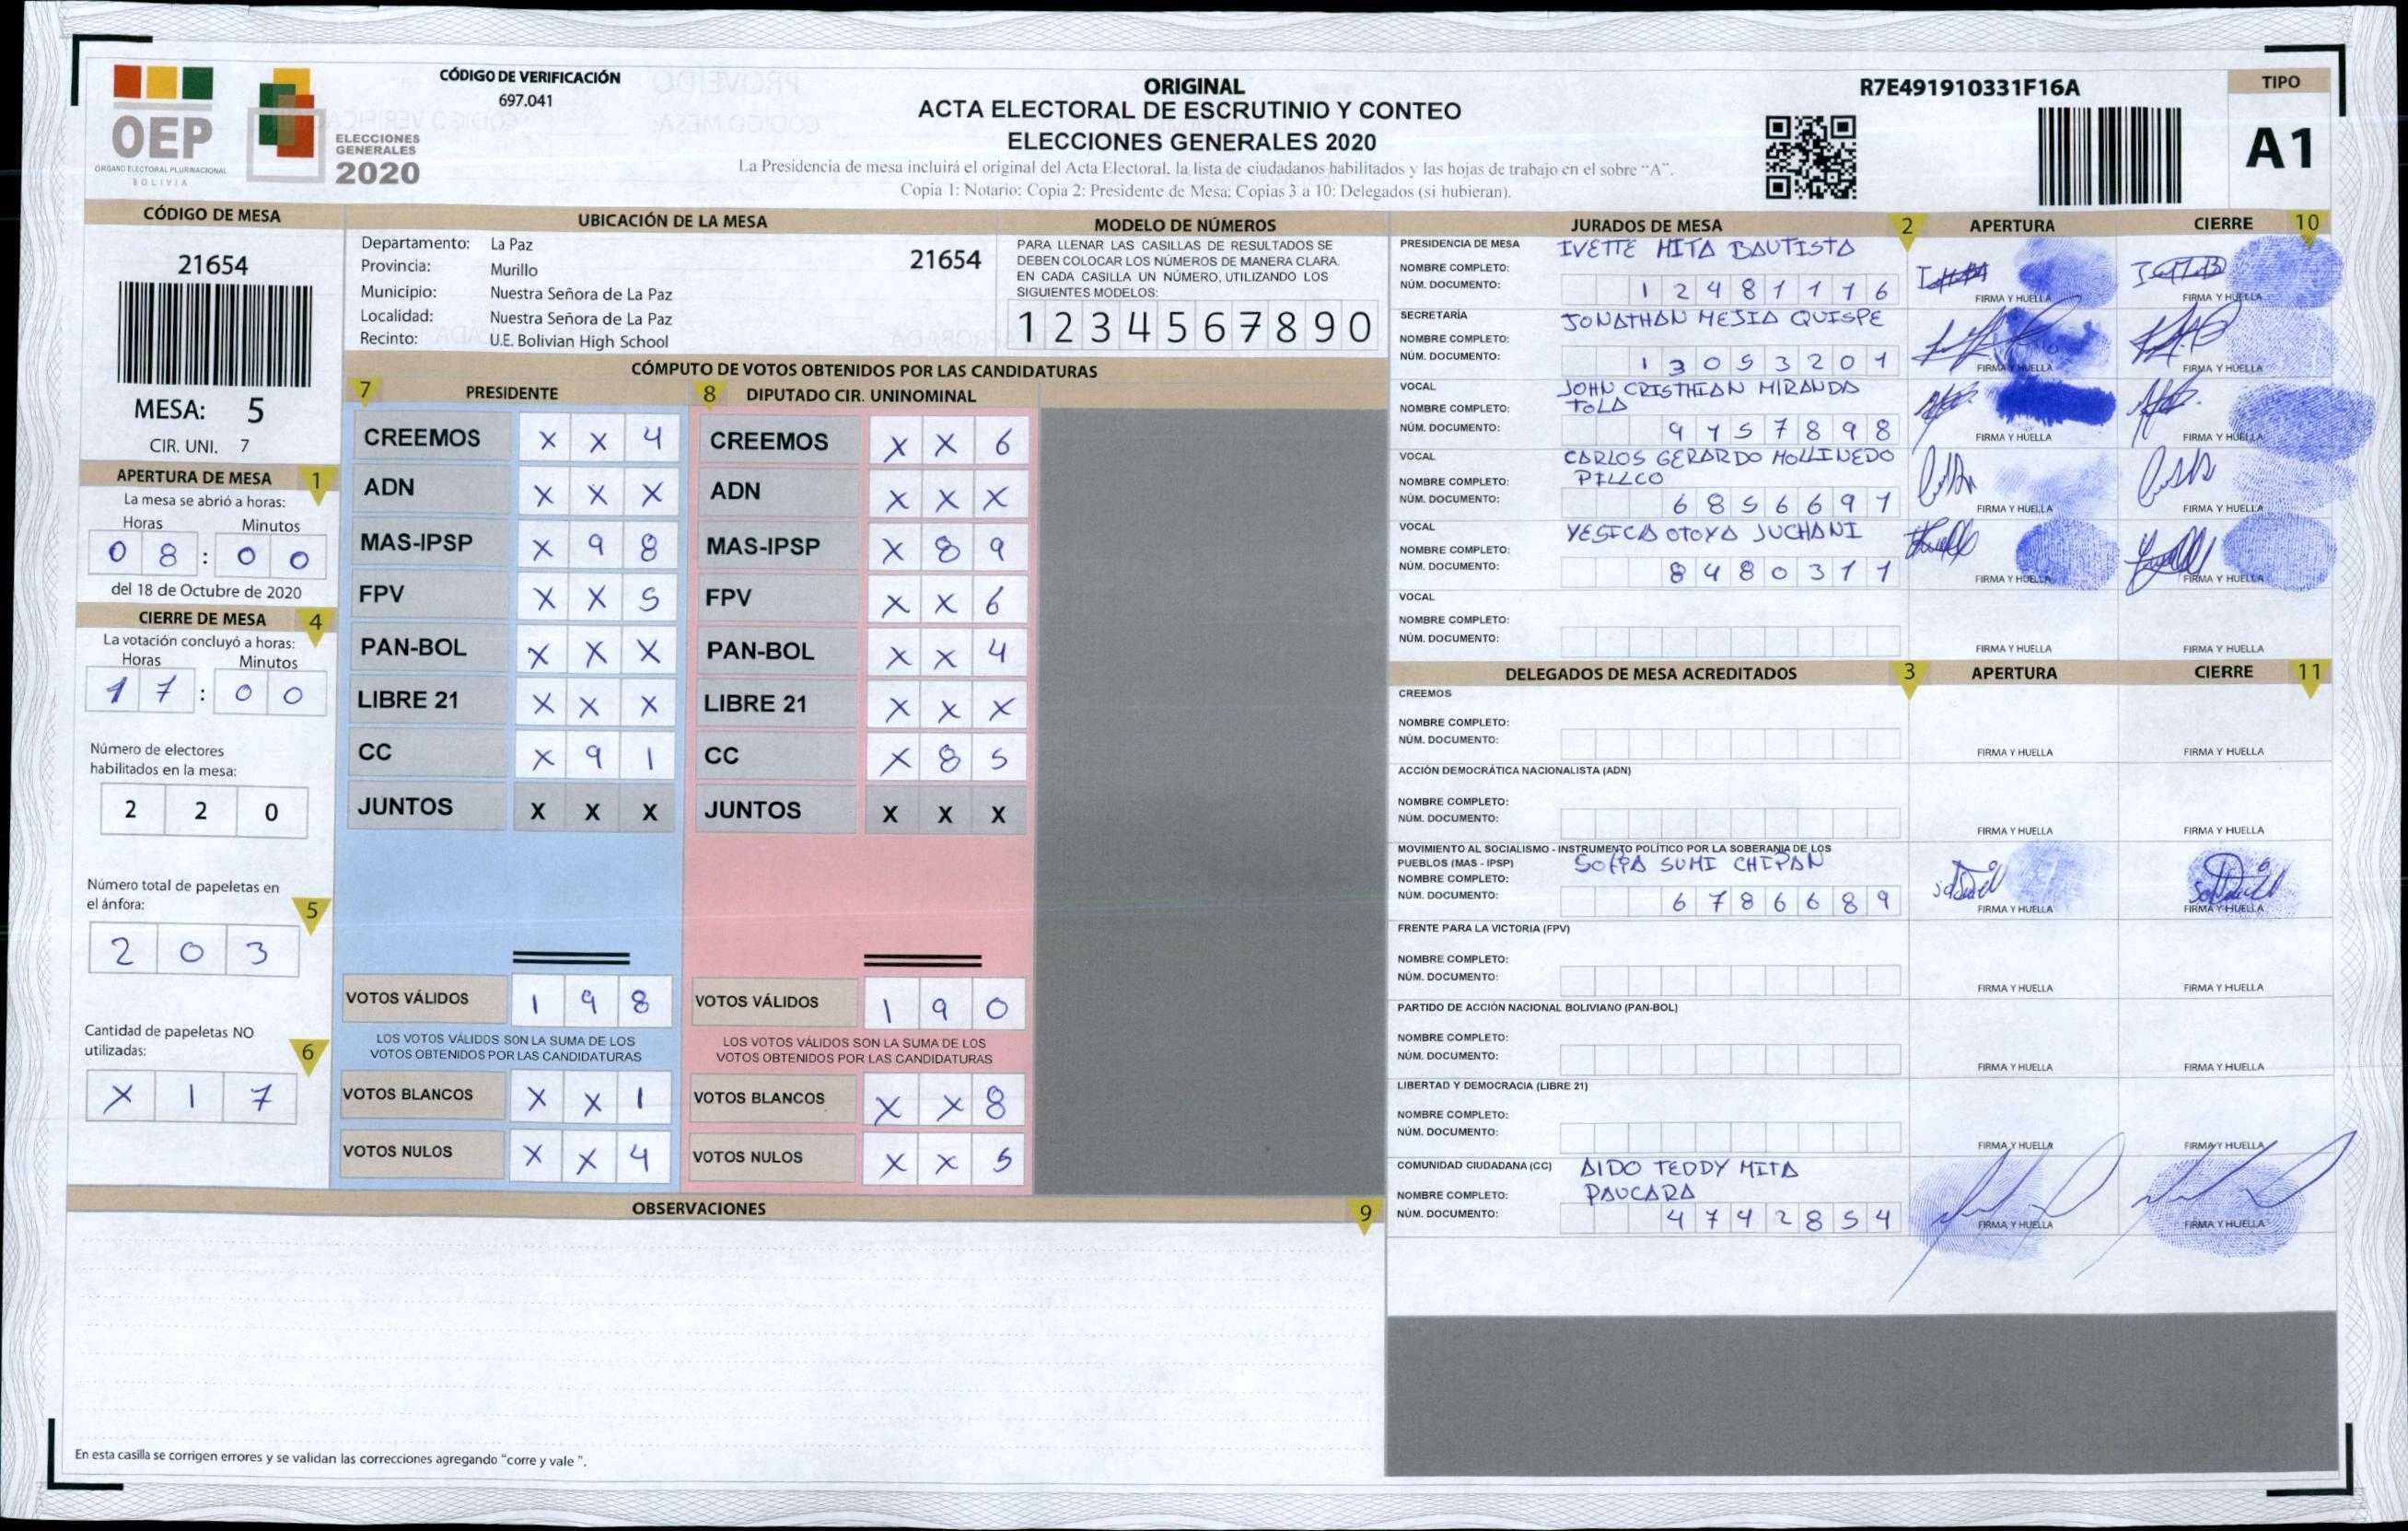 OEP
ÓRGANO ELECTORAL PLURINACIONAL
BOLIVIA
ELECCIONES
GENERALES
2020
CÓDIGO DE VERIFICACIÓN
697.041
ORIGINAL
ACTA ELECTORAL DE ESCRUTINIO Y CONTEO
ELECCIONES GENERALES 2020
La Presidencia de mesa incluirá el original del Acta Electoral, la lista de ciudadanos habilitados y las hojas de trabajo en el sobre "A".
Copia 1: Notario; Copia 2: Presidente de Mesa; Copias 3 a 10: Delegados (si hubieran).
R7E491910331F16A
TIPO
A1
CÓDIGO DE MESA
21654
MESA: 5
CIR. UNI. 7
APERTURA DE MESA 1
La mesa se abrió a horas:
Horas Minutos
0 8 : 0 0
del 18 de Octubre de 2020
CIERRE DE MESA 4
La votación concluyó a horas:
Horas Minutos
1 7 : 0 0
Número de electores
habilitados en la mesa:
2 2 0
Número total de papeletas en
el ánfora:
5
2 0 3
Cantidad de papeletas NO
utilizadas:
6
X 1 7
UBICACIÓN DE LA MESA
Departamento: La Paz
21654
Provincia: Murillo
Municipio: Nuestra Señora de La Paz
Localidad: Nuestra Señora de La Paz
Recinto: U.E. Bolivian High School
MODELO DE NÚMEROS
PARA LLENAR LAS CASILLAS DE RESULTADOS SE
DEBEN COLOCAR LOS NÚMEROS DE MANERA CLARA.
EN CADA CASILLA UN NÚMERO, UTILIZANDO LOS
SIGUIENTES MODELOS:
1 2 3 4 5 6 7 8 9 0
CÓMPUTO DE VOTOS OBTENIDOS POR LAS CANDIDATURAS
7 PRESIDENTE
CREEMOS X X 4
ADN X X X
MAS-IPSP X 9 8
FPV X X 5
PAN-BOL X X X
LIBRE 21 X X X
CC X 9 1
JUNTOS X X X
VOTOS VÁLIDOS 1 9 8
LOS VOTOS VÁLIDOS SON LA SUMA DE LOS
VOTOS OBTENIDOS POR LAS CANDIDATURAS
VOTOS BLANCOS X X 1
VOTOS NULOS X X 4
8 DIPUTADO CIR. UNINOMINAL
CREEMOS X X 6
ADN X X X
MAS-IPSP X 8 9
FPV X X 6
PAN-BOL X X 4
LIBRE 21 X X X
CC X 8 5
JUNTOS X X X
VOTOS VÁLIDOS 1 9 0
LOS VOTOS VÁLIDOS SON LA SUMA DE LOS
VOTOS OBTENIDOS POR LAS CANDIDATURAS
VOTOS BLANCOS X X 8
VOTOS NULOS X X 5
OBSERVACIONES 9
En esta casilla se corrigen errores y se validan las correcciones agregando "corre y vale ".
JURADOS DE MESA 2 APERTURA CIERRE 10
PRESIDENCIA DE MESA IVETTE MITA BAUTISTA
NOMBRE COMPLETO:
NÚM. DOCUMENTO: 1 2 4 8 1 1 1 6
FIRMA Y HUELLA FIRMA Y HUELLA
SECRETARÍA JONATHAN MEJIA QUISPE
NOMBRE COMPLETO:
NÚM. DOCUMENTO: 1 3 0 5 3 2 0 1
FIRMA Y HUELLA FIRMA Y HUELLA
VOCAL JOHN CRISTHIAN MIRANDA
NOMBRE COMPLETO: TOLA
NÚM. DOCUMENTO: 9 1 5 7 8 9 8
FIRMA Y HUELLA FIRMA Y HUELLA
VOCAL CARLOS GERARDO MOLLINEDO
NOMBRE COMPLETO: PILLCO
NÚM. DOCUMENTO: 6 8 5 6 6 9 1
FIRMA Y HUELLA FIRMA Y HUELLA
VOCAL YESICA OTOYA JUCHANI
NOMBRE COMPLETO:
NÚM. DOCUMENTO: 8 4 8 0 3 1 1
FIRMA Y HUELLA FIRMA Y HUELLA
VOCAL
NOMBRE COMPLETO:
NÚM. DOCUMENTO:
FIRMA Y HUELLA FIRMA Y HUELLA
DELEGADOS DE MESA ACREDITADOS 3 APERTURA CIERRE 11
CREEMOS
NOMBRE COMPLETO:
NÚM. DOCUMENTO:
FIRMA Y HUELLA FIRMA Y HUELLA
ACCIÓN DEMOCRÁTICA NACIONALISTA (ADN)
NOMBRE COMPLETO:
NÚM. DOCUMENTO:
FIRMA Y HUELLA FIRMA Y HUELLA
MOVIMIENTO AL SOCIALISMO - INSTRUMENTO POLÍTICO POR LA SOBERANIA DE LOS
PUEBLOS (MAS - IPSP) SUMI CHIPAN
NOMBRE COMPLETO:
NÚM. DOCUMENTO: 6 7 8 6 6 8 9
FIRMA Y HUELLA FIRMA Y HUELLA
FRENTE PARA LA VICTORIA (FPV)
NOMBRE COMPLETO:
NÚM. DOCUMENTO:
FIRMA Y HUELLA FIRMA Y HUELLA
PARTIDO DE ACCIÓN NACIONAL BOLIVIANO (PAN-BOL)
NOMBRE COMPLETO:
NÚM. DOCUMENTO:
FIRMA Y HUELLA FIRMA Y HUELLA
LIBERTAD Y DEMOCRACIA (LIBRE 21)
NOMBRE COMPLETO:
NÚM. DOCUMENTO:
FIRMA Y HUELLA FIRMA Y HUELLA
COMUNIDAD CIUDADANA (CC) AIDO TEDDY MITA
NOMBRE COMPLETO: PAUCARA
NÚM. DOCUMENTO: 4 7 4 2 8 5 4
FIRMA Y HUELLA FIRMA Y HUELLA